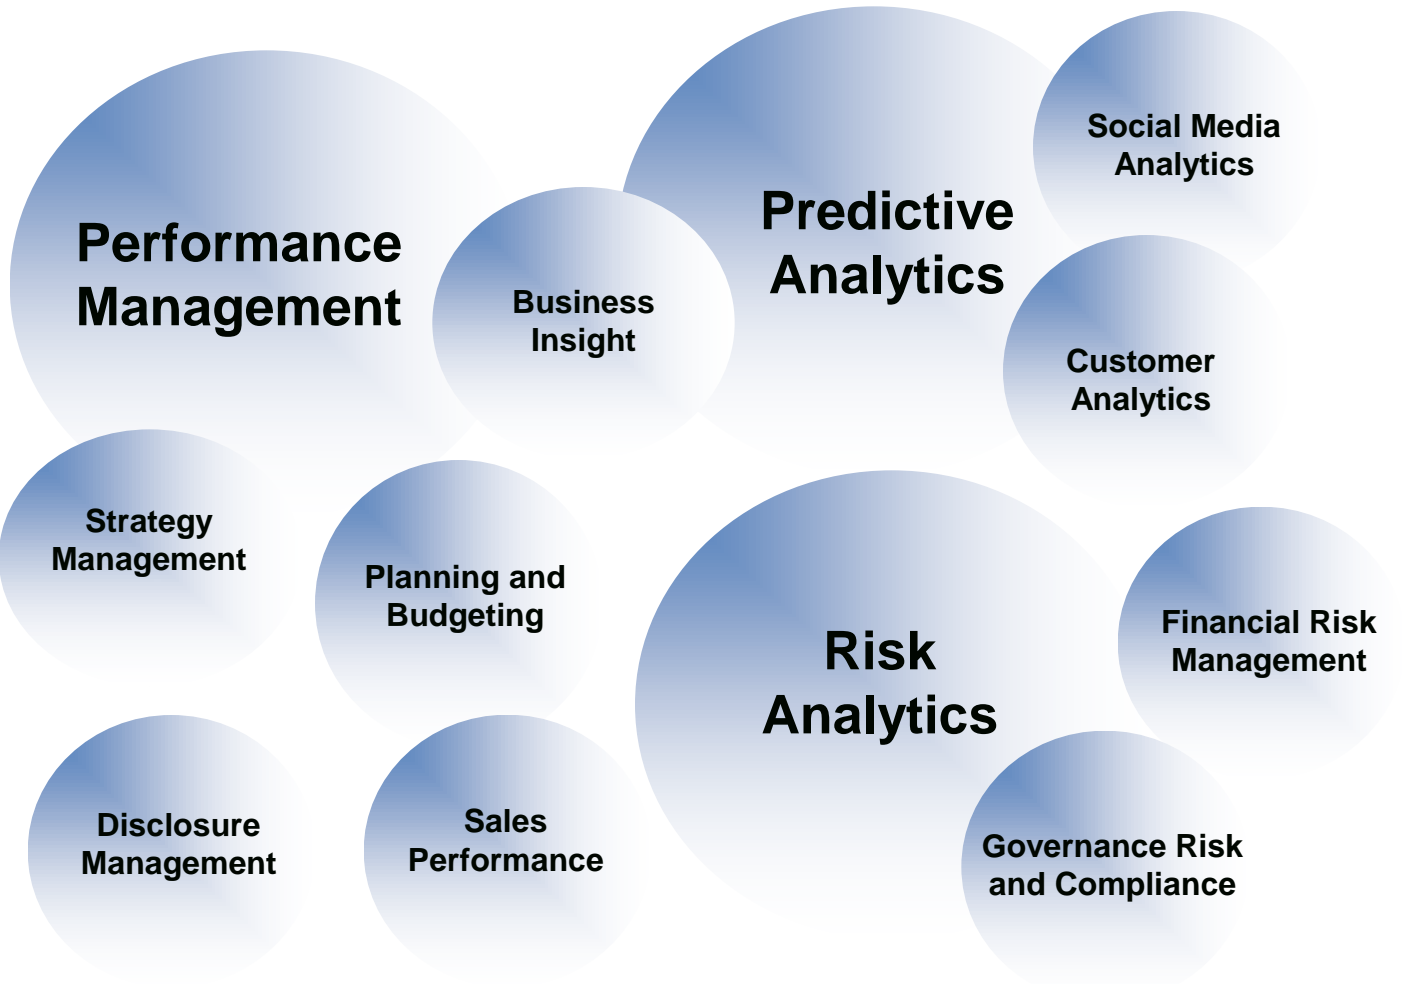 Performance
Management
Business
Insight
Predictive
Analytics
Social Media
Analytics
Customer
Analytics
Strategy
Management
Planning and
Budgeting
Disclosure
Management
Sales
Performance
Risk
Analytics
Financial Risk
Management
Governance Risk
and Compliance